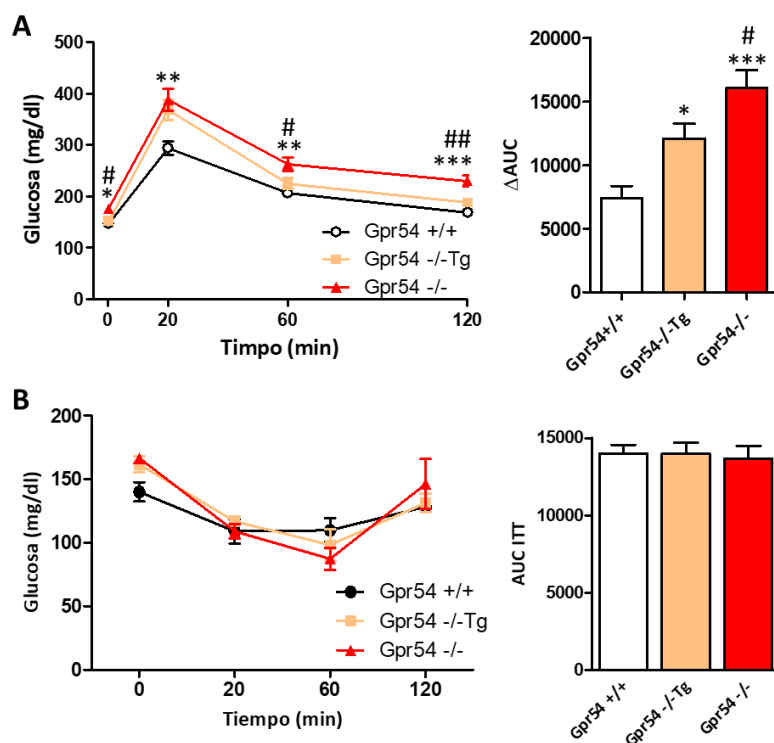 A
Glucosa (mg/dl)
500
400
300
200
100
0
20
60
120
Timpo (min)
#
*
**
#
**
##
***
Gpr54 +/+
Gpr54 -/-Tg
Gpr54 -/-
ΔAUC
20000
15000
10000
5000
0
*
#
***
Gpr54+/+
Gpr54-/-Tg
Gpr54-/-
B
Glucosa (mg/dl)
200
150
100
50
0
0
20
60
120
Tiempo (min)
Gpr54 +/+
Gpr54 -/-Tg
Gpr54 -/-
AUC ITT
15000
10000
5000
0
Gpr54 +/+
Gpr54 -/-Tg
Gpr54 -/-